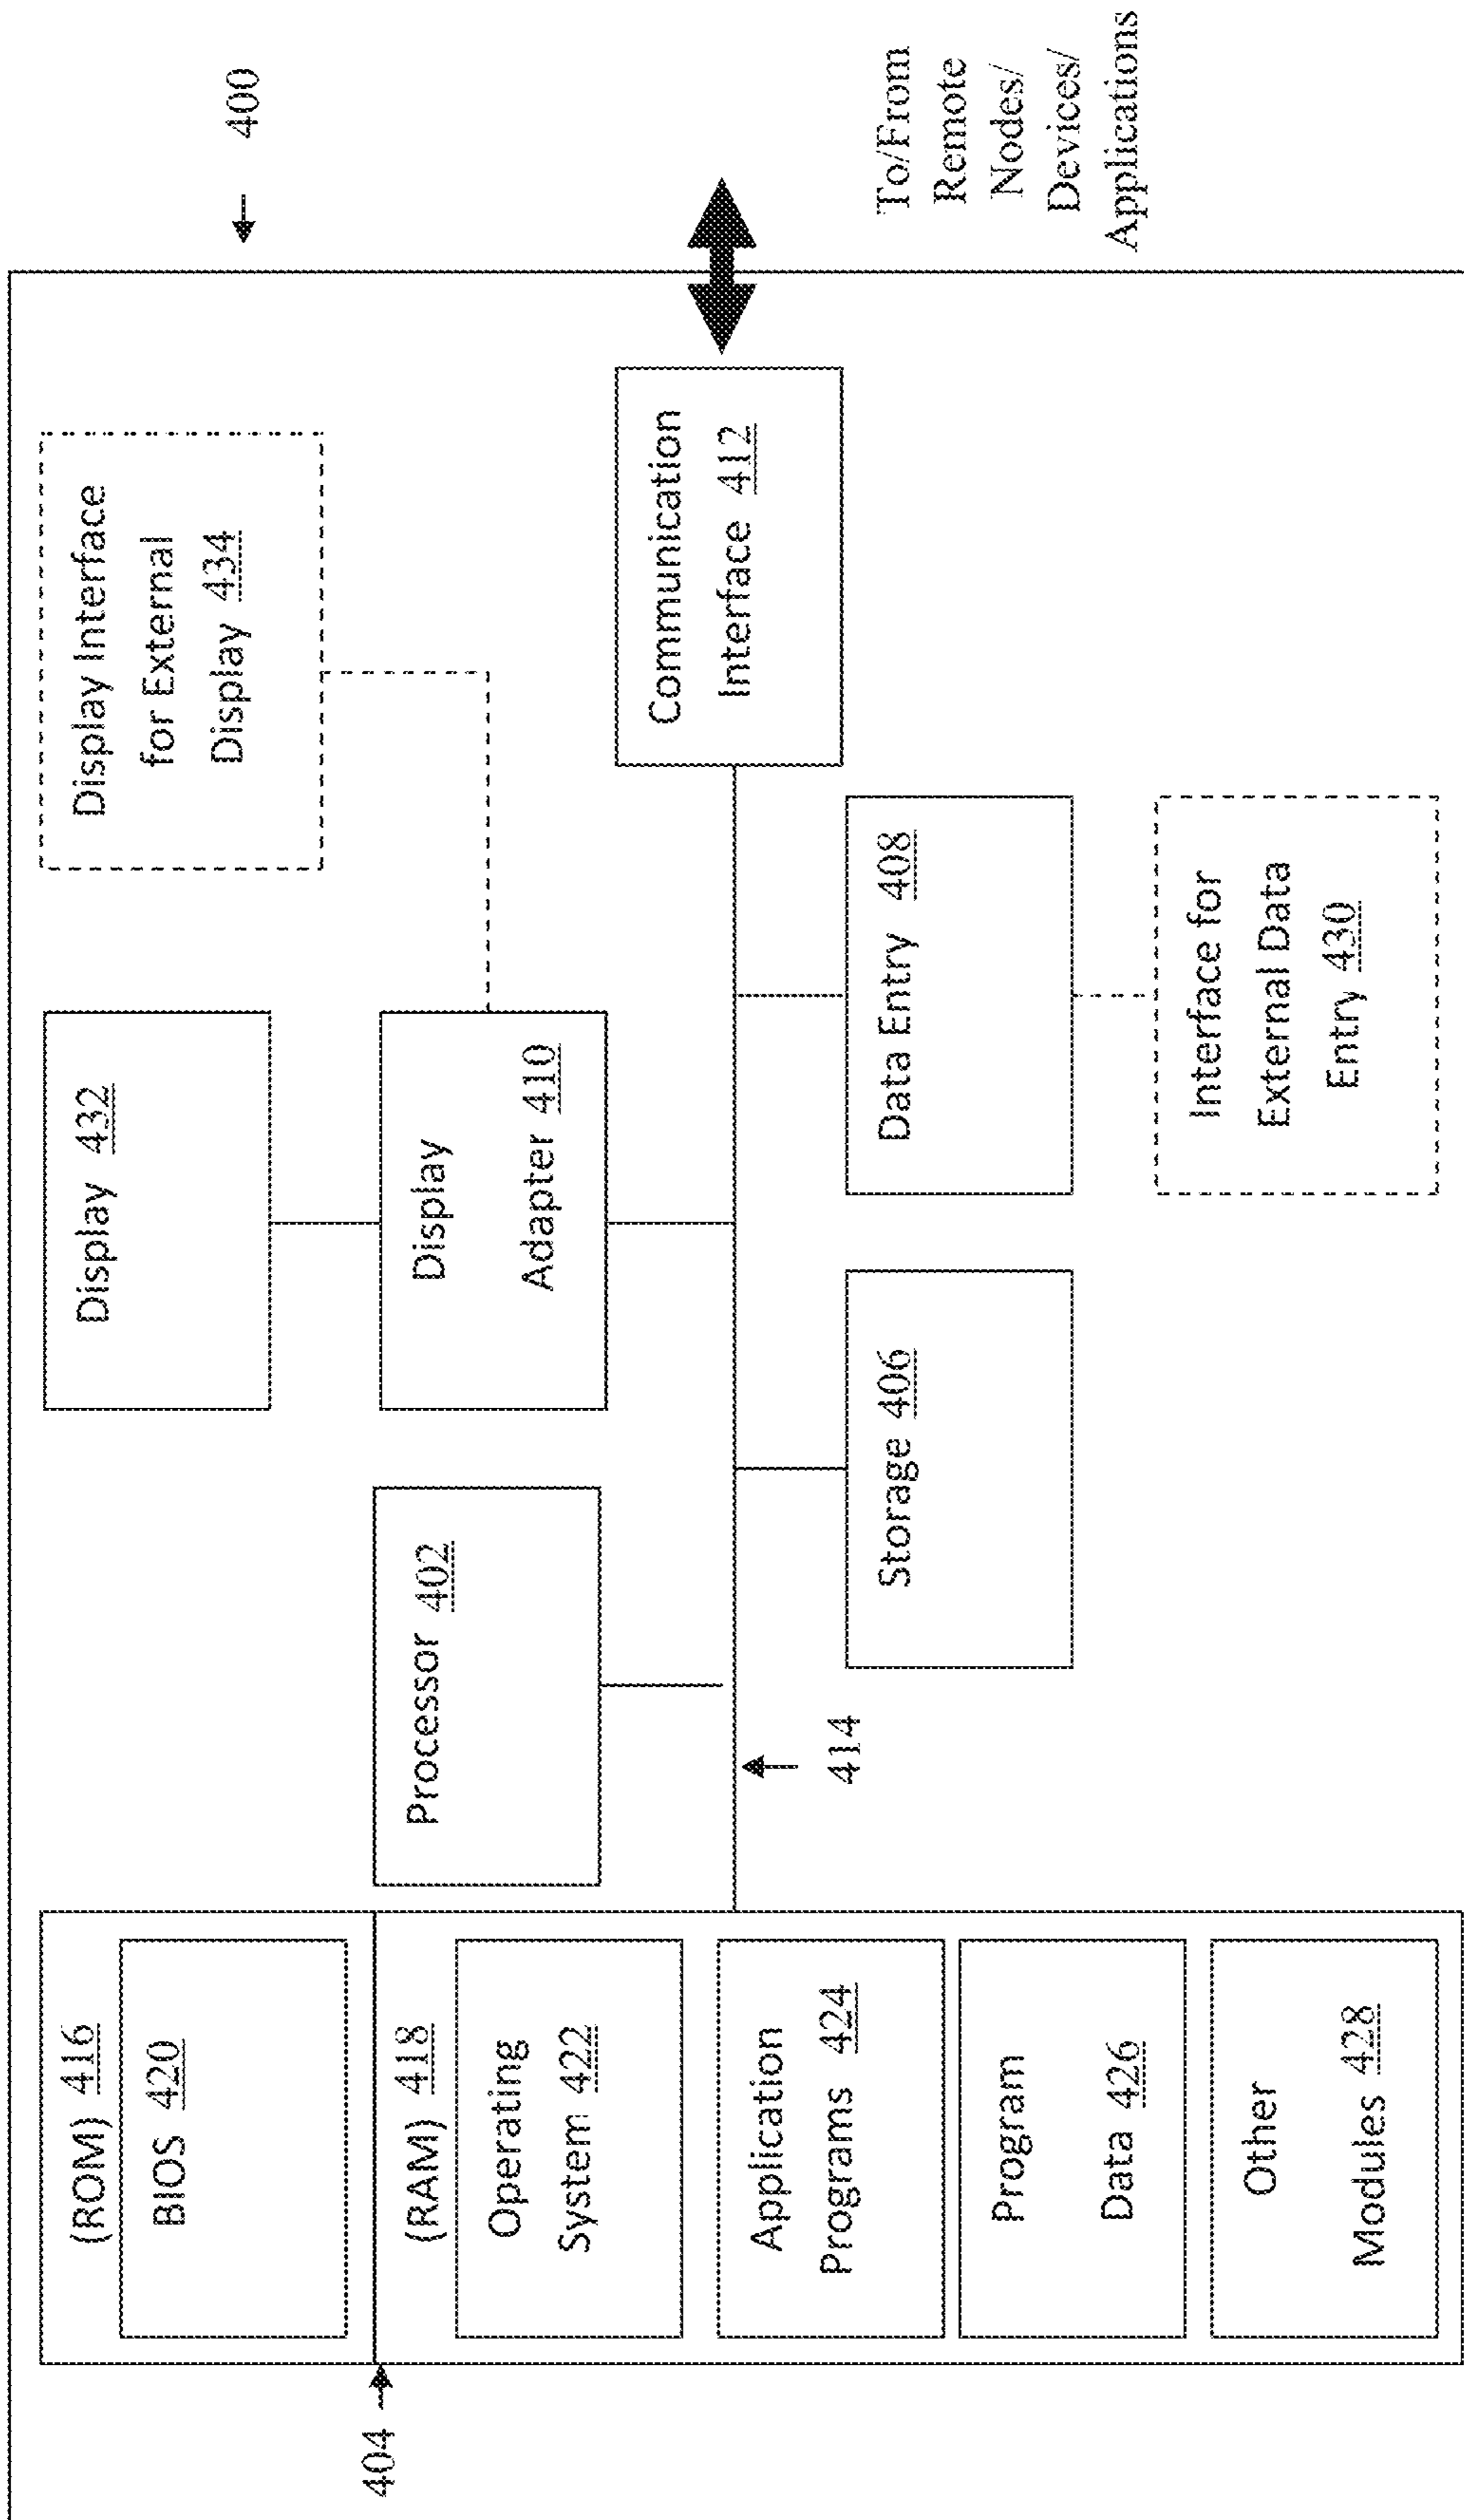 400
(ROM) 416
BIOS 420
404
(RAM) 418
Operating
System 422
Application
Programs 424
Program
Data 426
Other
Modules 428
Processor 402
414
Storage 406
Display 432
Display
Adapter 410
Data Entry 408
Interface for
External Data
Entry 430
Display Interface
for External
Display 434
Communication
Interface 412
To/From
Remote
Nodes/
Devices/
Applications